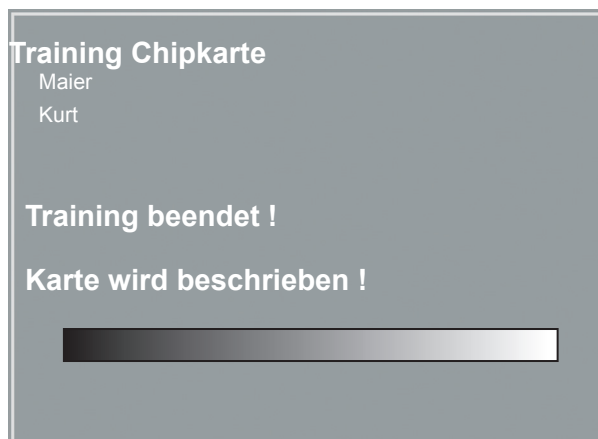 Training Chipkarte
Maier
Kurt
Training beendet !
Karte wird beschrieben !